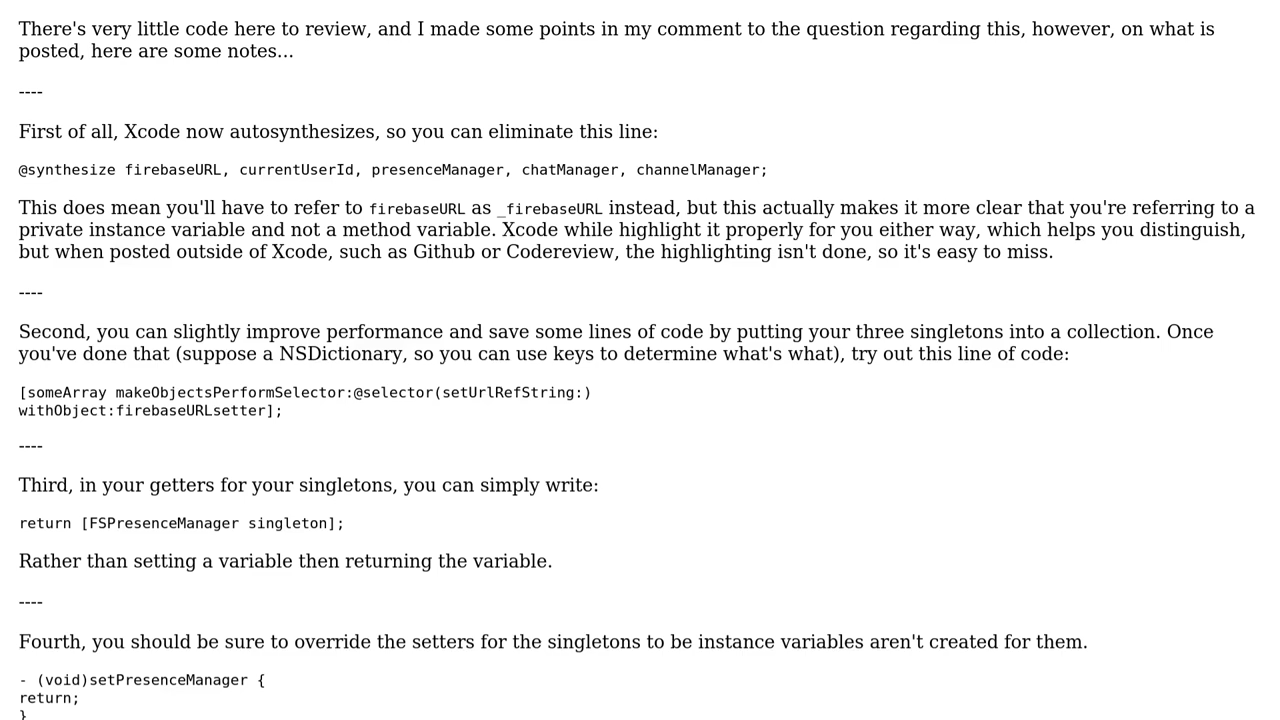 There's very little code here to review, and I made some points in my comment to the question regarding this, however, on what is
posted, here are some notes...
----
First of all, Xcode now autosynthesizes, so you can eliminate this line:
@synthesize firebaseURL, currentUserId, presenceManager, chatManager, channelManager;
This does mean you'll have to refer to firebaseURL as _firebaseURL instead, but this actually makes it more clear that you're referring to a
private instance variable and not a method variable. Xcode while highlight it properly for you either way, which helps you distinguish,
but when posted outside of Xcode, such as Github or Codereview, the highlighting isn't done, so it's easy to miss.
----
Second, you can slightly improve performance and save some lines of code by putting your three singletons into a collection. Once
you've done that (suppose a NSDictionary, so you can use keys to determine what's what), try out this line of code:
[someArray makeObjectsPerformSelector:@selector(setUrlRefString:)
withObject:firebaseURLsetter];
----
Third, in your getters for your singletons, you can simply write:
return [FSPresenceManager singleton];
Rather than setting a variable then returning the variable.
----
Fourth, you should be sure to override the setters for the singletons to be instance variables aren't created for them.
- (void)setPresenceManager {
return;
}